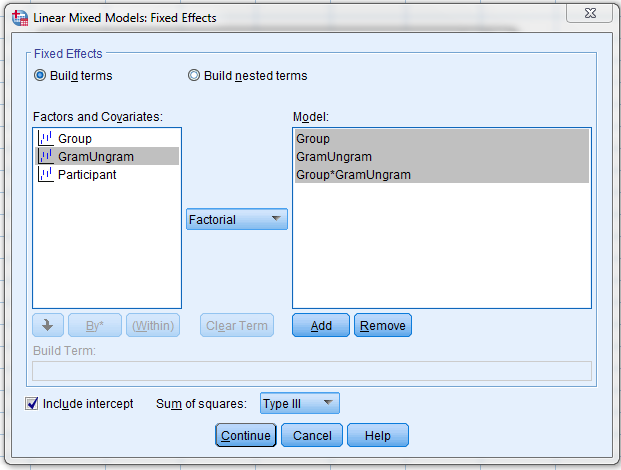 Linear Mixed Models: Fixed Effects
Fixed Effects
Build terms
Build nested terms
Factors and Covariates:
Model:
Group
GramUngram
Participant
Factorial
Group
GramUngram
Group*GramUngram
By*
(Within)
Clear Term
Add
Remove
Build Term:
Include intercept
Sum of squares:
Type III
Continue
Cancel
Help